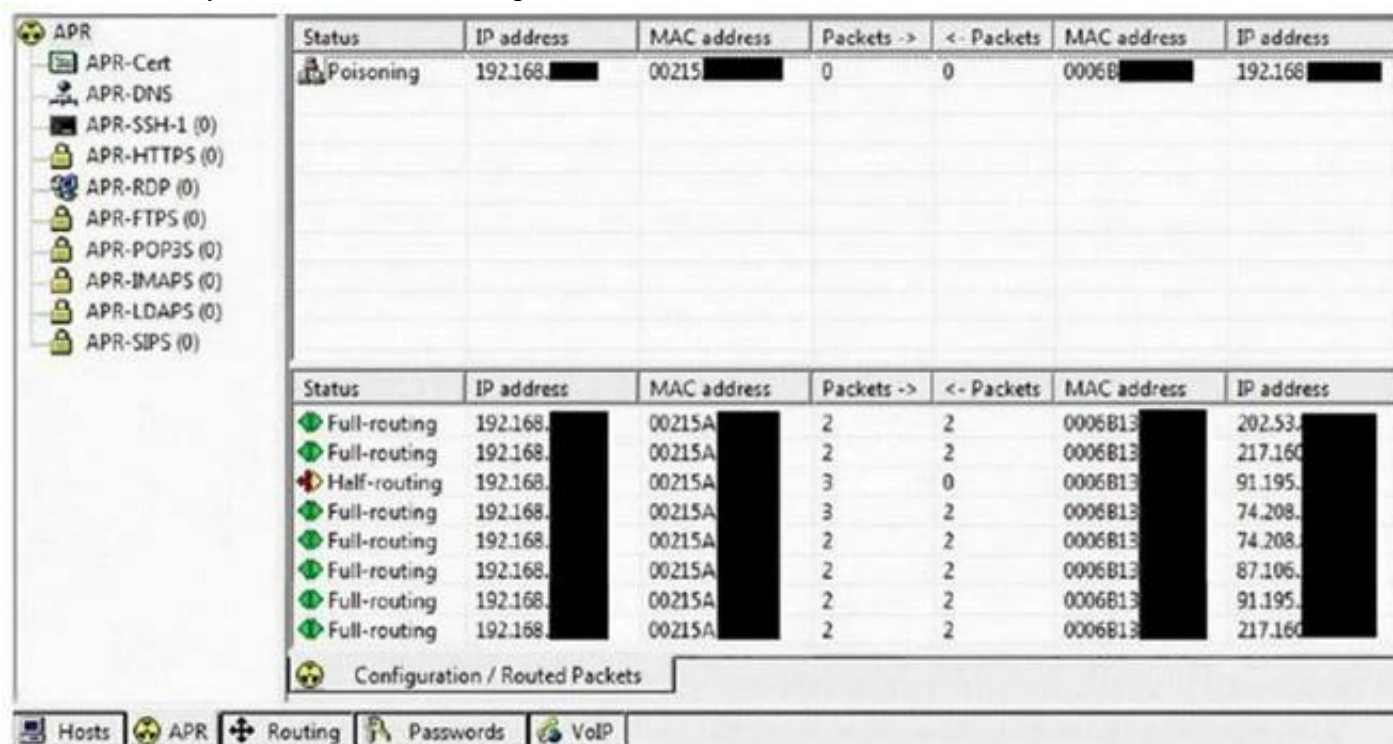 APR
APR-Cert
APR-DNS
APR-SSH-1 (0)
APR-HTTPS (0)
APR-RDP (0)
APR-FTPS (0)
APR-POP3S (0)
APR-IMAPS (0)
APR-LDAPS (0)
APR-SIPS (0)
Status IP address MAC address Packets -> <- Packets MAC address IP address
Poisoning 192.168. 00215 0 0 0006B 192.168
Status IP address MAC address Packets -> <- Packets MAC address IP address
Full-routing 192.168. 00215A 2 2 0006B13 202.53.
Full-routing 192.168. 00215A 2 2 0006B13 217.160
Half-routing 192.168. 00215A 3 0 0006B13 91.195.
Full-routing 192.168. 00215A 3 2 0006B13 74.208.
Full-routing 192.168. 00215A 2 2 0006B13 74.208.
Full-routing 192.168. 00215A 2 2 0006B13 87.106.
Full-routing 192.168. 00215A 2 2 0006B13 91.195.
Full-routing 192.168. 00215A 2 2 0006B13 217.160
Configuration / Routed Packets
Hosts APR Routing Passwords VoIP